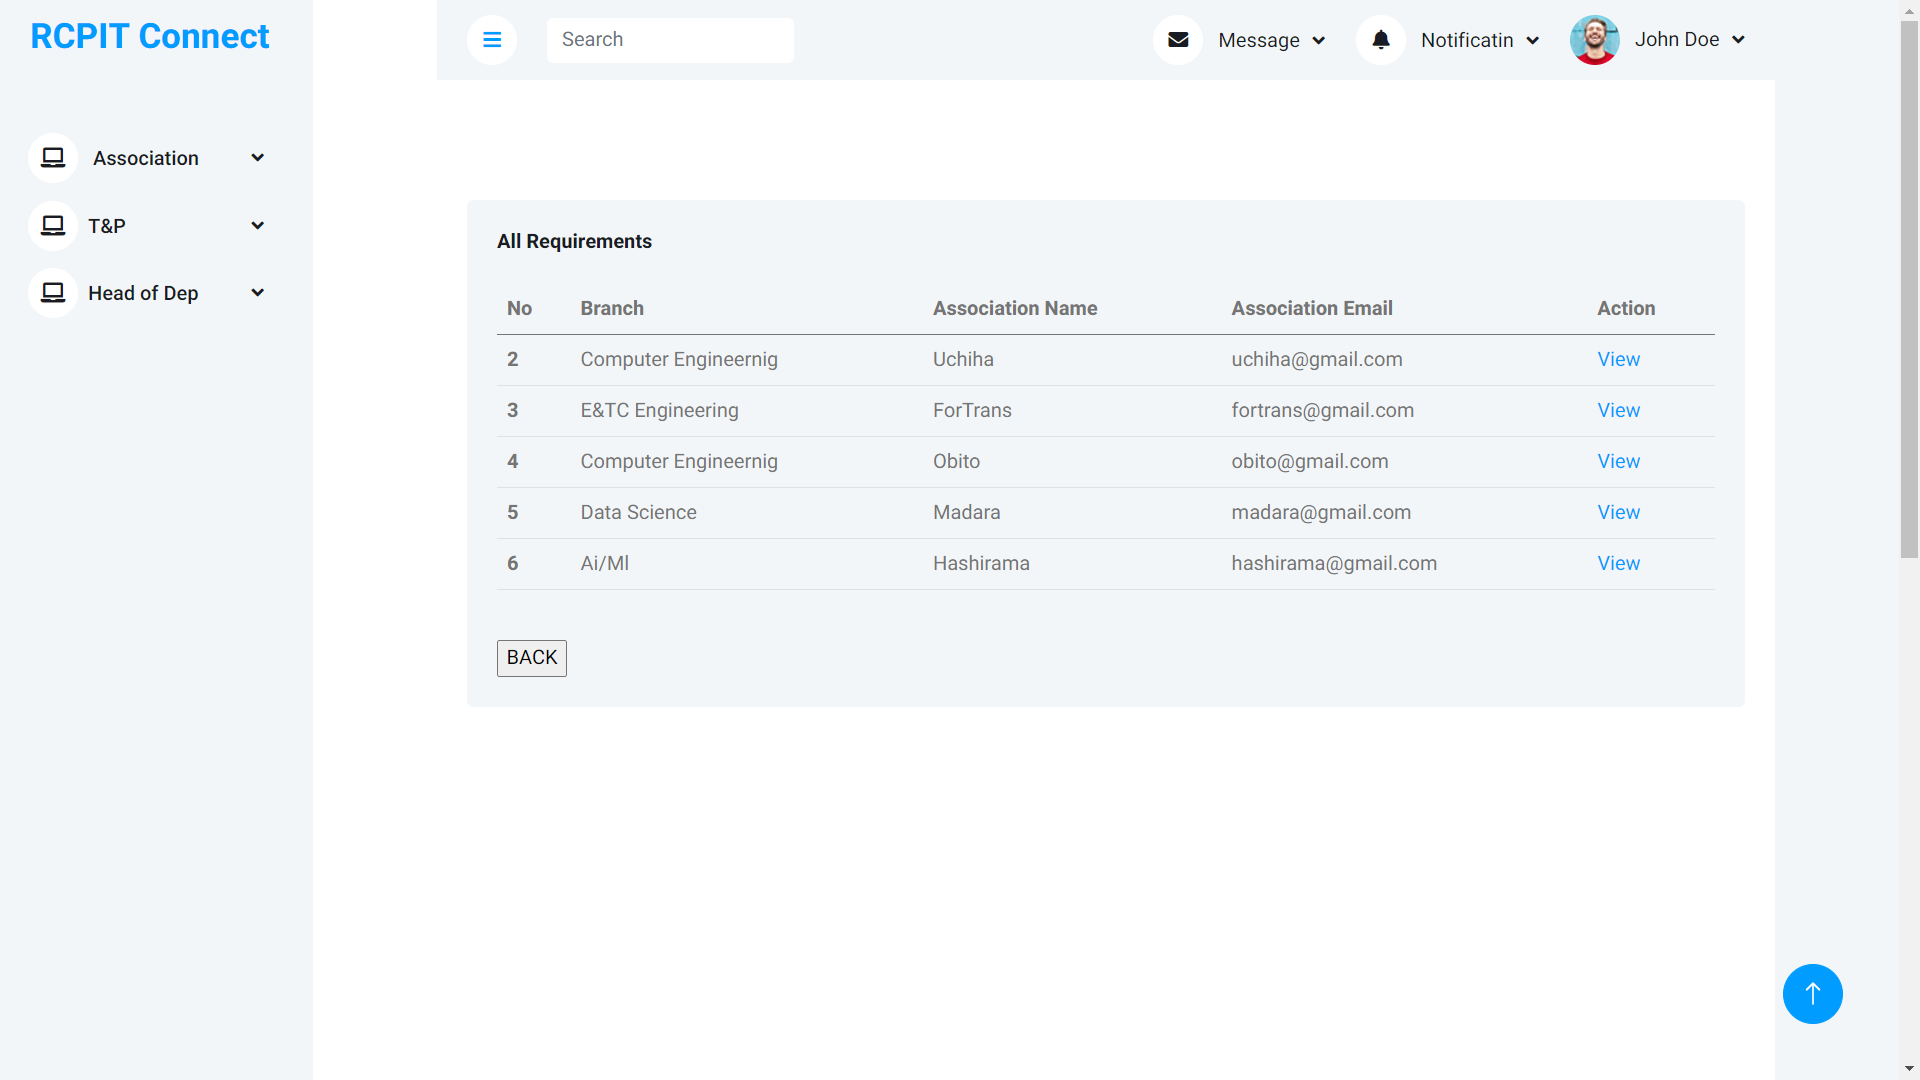 RCPIT Connect
Search
Message
Notificatin
John Doe
Association
T&P
Head of Dep
All Requirements
No Branch Association Name Association Email Action
2 Computer Engineernig Uchiha uchiha@gmail.com View
3 E&TC Engineering ForTrans fortrans@gmail.com View
4 Computer Engineernig Obito obito@gmail.com View
5 Data Science Madara madara@gmail.com View
6 Ai/Ml Hashirama hashirama@gmail.com View
BACK